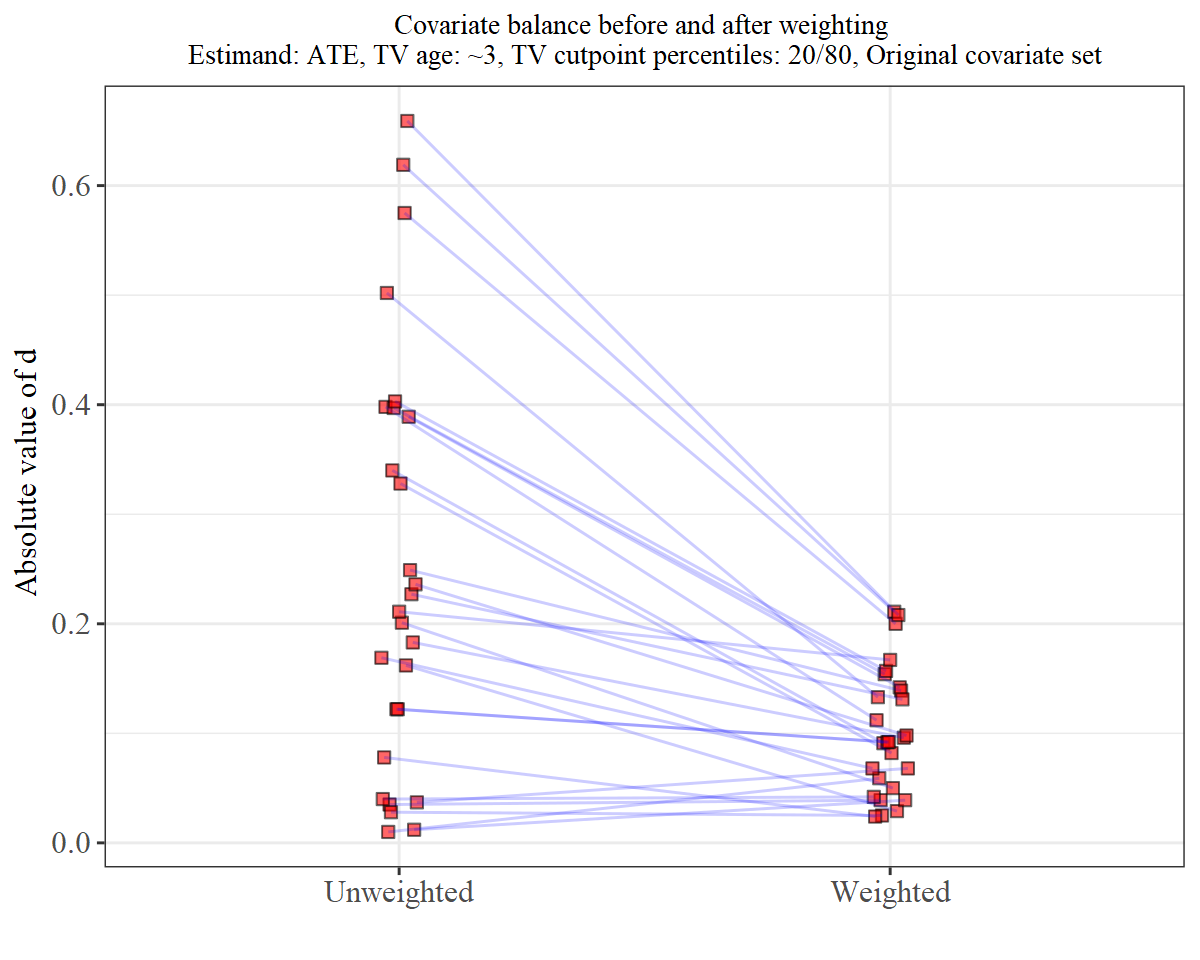 Covariate balance before and after weighting
Estimand: ATE, TV age: ~3, TV cutpoint percentiles: 20/80, Original covariate set
Absolute value of d
0.6
0.4
0.2
0.0
Unweighted
Weighted